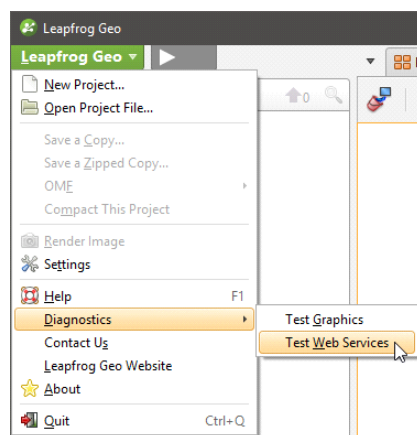 Leapfrog Geo
Leapfrog Geo
New Project...
Open Project File...
0
Save a Copy...
Save a Zipped Copy...
OMF
Compact This Project
Render Image
Settings
Help F1
Diagnostics
Test Graphics
Contact Us
Test Web Services
Leapfrog Geo Website
About
Quit Ctrl+Q